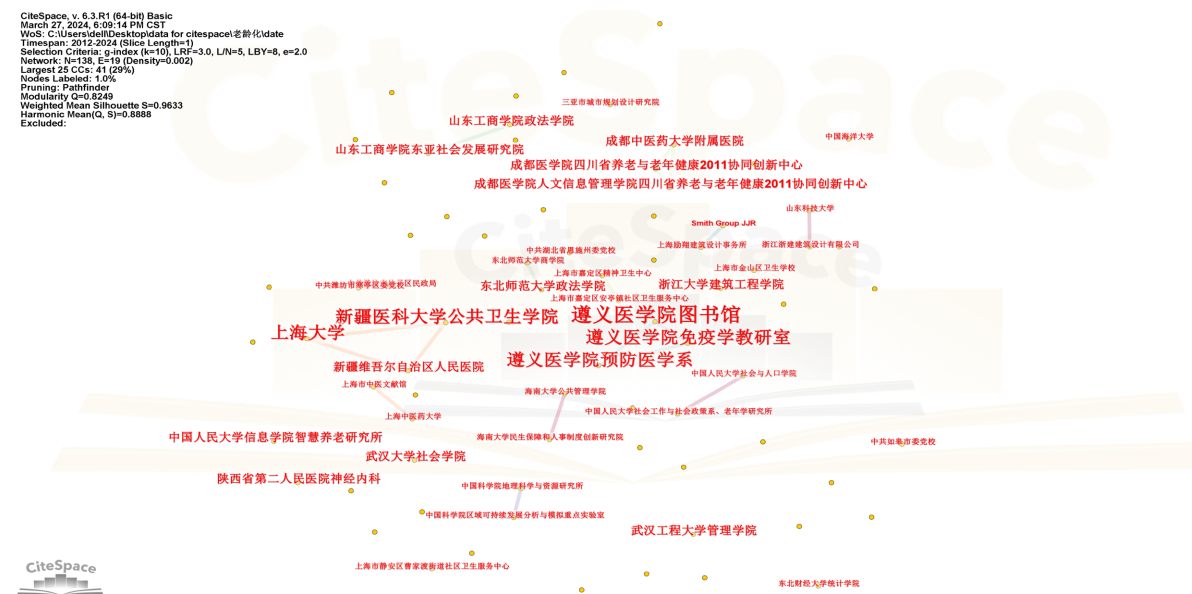 CiteSpace, v. 6.3.R1 (64-bit) Basic
March 27, 2024, 6:09:14 PM CST
WoS: C:\Users\dell\Desktop\data for citespace\老龄化\date
Timespan: 2012-2024 (Slice Length=1)
Selection Criteria: g-index (k=10), LRF=3.0, L/N=5, LBY=8, e=2.0
Network: N=138, E=19 (Density=0.002)
Largest 25 CCs: 41 (29%)
Nodes Labeled: 1.0%
Pruning: Pathfinder
Modularity Q=0.8249
Weighted Mean Silhouette S=0.9633
Harmonic Mean(Q, S)=0.8888
Excluded:
CiteSpace
三亚市城市规划设计研究院
山东工商学院政法学院
成都中医药大学附属医院
中国海洋大学
山东工商学院东亚社会发展研究院
成都医学院四川省养老与老年健康2011协同创新中心
成都医学院人文信息管理学院四川省养老与老年健康2011协同创新中心
山东科技大学
Smith Group JJR
CiteSpace
上海励翔建筑设计事务所
浙江浙建建筑设计有限公司
中共湖北省恩施州委党校
东北师范大学商学院
上海市嘉定区精神卫生中心
上海市金山区卫生学校
中共潍坊市寒亭区委党校
区民政局
东北师范大学政法学院
浙江大学建筑工程学院
上海市嘉定区安亭镇社区卫生服务中心
新疆医科大学公共卫生学院
遵义医学院图书馆
上海大学
遵义医学院免疫学教研室
遵义医学院预防医学系
新疆维吾尔自治区人民医院
中国人民大学社会与人口学院
上海市中医文献馆
海南大学公共管理学院
上海中医药大学
中国人民大学社会工作与社会政策系、老年学研究所
中国人民大学信息学院智慧养老研究所
海南大学民生保障和人事制度创新研究院
中共如皋市委党校
武汉大学社会学院
陕西省第二人民医院神经内科
中国科学院地理科学与资源研究所
中国科学院区域可持续发展分析与模拟重点实验室
武汉工程大学管理学院
上海市静安区曹家渡街道社区卫生服务中心
CiteSpace
东北财经大学统计学院